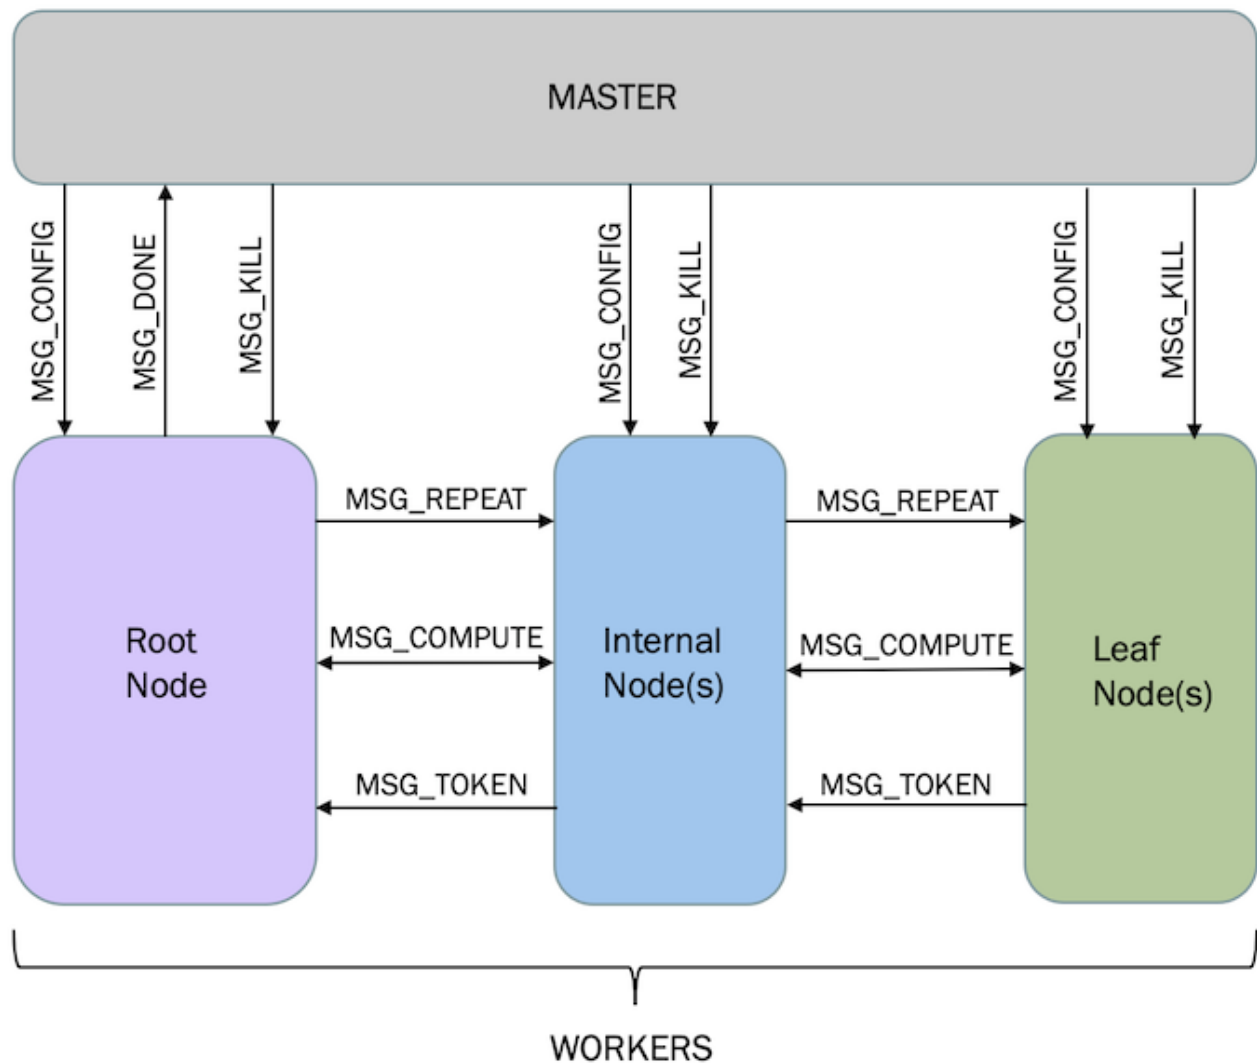 MASTER
MSG_CONFIG
MSG_DONE
MSG_KILL
MSG_CONFIG
MSG_KILL
MSG_CONFIG
MSG_KILL
MSG_REPEAT
MSG_REPEAT
Root
Node
MSG_COMPUTE
Internal
Node(s)
MSG_COMPUTE
Leaf
Node(s)
MSG_TOKEN
MSG_TOKEN
WORKERS